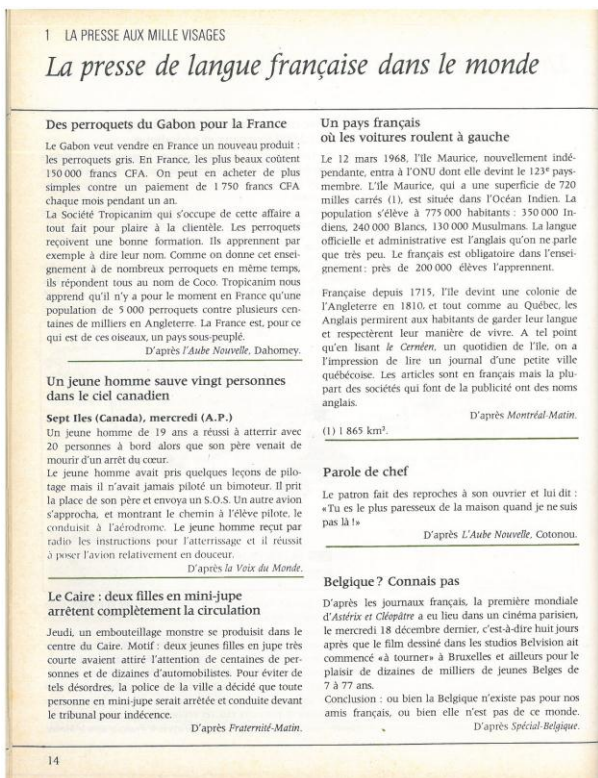 1 LA PRESSE AUX MILLE VISAGES
La presse de langue française dans le monde
Des perroquets du Gabon pour la France
Le Gabon veut vendre en France un nouveau produit :
les perroquets gris. En France, les plus beaux coûtent
150 000 francs CFA. On peut en acheter de plus
simples contre un paiement de 1 750 francs CFA
chaque mois pendant un an.
La Société Tropicanim qui s'occupe de cette affaire a
tout fait pour plaire à la clientèle. Les perroquets
reçoivent une bonne formation. Ils apprennent par
exemple à dire leur nom. Comme on donne cet ensei-
gnement à de nombreux perroquets en même temps,
ils répondent tous au nom de Coco. Tropicanim nous
apprend qu'il n'y a pour le moment en France qu'une
population de 5 000 perroquets contre plusieurs cen-
taines de milliers en Angleterre. La France est, pour ce
qui est de ces oiseaux, un pays sous-peuplé.
D'après l'Aube Nouvelle, Dahomey.
Un jeune homme sauve vingt personnes
dans le ciel canadien
Sept Iles (Canada), mercredi (A.P.)
Un jeune homme de 19 ans a réussi à atterrir avec
20 personnes à bord alors que son père venait de
mourir d'un arrêt du cœur.
Le jeune homme avait pris quelques leçons de pilo-
tage mais il n'avait jamais piloté un bimoteur. Il prit
la place de son père et envoya un S.O.S. Un autre avion
s'approcha, et montrant le chemin à l'élève pilote, le
conduisit à l'aérodrome. Le jeune homme reçut par
radio les instructions pour l'atterrissage et il réussit
à poser l'avion relativement en douceur.
D'après la Voix du Monde.
Le Caire : deux filles en mini-jupe
arrêtent complètement la circulation
Jeudi, un embouteillage monstre se produisit dans le
centre du Caire. Motif : deux jeunes filles en jupe très
courte avaient attiré l'attention de centaines de per-
sonnes et de dizaines d'automobilistes. Pour éviter de
tels désordres, la police de la ville a décidé que toute
personne en mini-jupe serait arrêtée et conduite devant
le tribunal pour indécence.
D'après Fraternité-Matin.
Un pays français
où les voitures roulent à gauche
Le 12 mars 1968, l'île Maurice, nouvellement indé-
pendante, entra à l'ONU dont elle devint le 123e pays-
membre. L'île Maurice, qui a une superficie de 720
milles carrés (1), est située dans l'Océan Indien. La
population s'élève à 775 000 habitants : 350 000 In-
diens, 240 000 Blancs, 130 000 Musulmans. La langue
officielle et administrative est l'anglais qu'on ne parle
que très peu. Le français est obligatoire dans l'ensei-
gnement : près de 200 000 élèves l'apprennent.
Française depuis 1715, l'île devint une colonie de
l'Angleterre en 1810, et tout comme au Québec, les
Anglais permirent aux habitants de garder leur langue
et respectèrent leur manière de vivre. A tel point
qu'en lisant le Cernéen, un quotidien de l'île, on a
l'impression de lire un journal d'une petite ville
québécoise. Les articles sont en français mais la plu-
part des sociétés qui font de la publicité ont des noms
anglais.
D'après Montréal-Matin.
(1) 1 865 km².
Parole de chef
Le patron fait des reproches à son ouvrier et lui dit :
«Tu es le plus paresseux de la maison quand je ne suis
pas là !»
D'après L'Aube Nouvelle, Cotonou.
Belgique ? Connais pas
D'après les journaux français, la première mondiale
d'Astérix et Cléopâtre a eu lieu dans un cinéma parisien,
le mercredi 18 décembre dernier, c'est-à-dire huit jours
après que le film dessiné dans les studios Belvision ait
commencé «à tourner» à Bruxelles et ailleurs pour le
plaisir de dizaines de milliers de jeunes Belges de
7 à 77 ans.
Conclusion : ou bien la Belgique n'existe pas pour nos
amis français, ou bien elle n'est pas de ce monde.
D'après Spécial-Belgique.
14